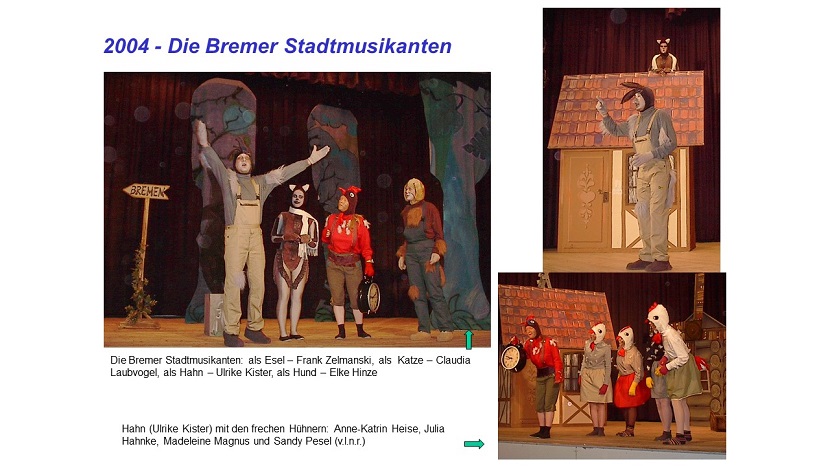 2004 - Die Bremer Stadtmusikanten
BREMEN
Die Bremer Stadtmusikanten:  als Esel – Frank Zelmanski, als  Katze – Claudia
Laubvogel, als Hahn – Ulrike Kister, als Hund – Elke Hinze
Hahn (Ulrike Kister) mit den frechen Hühnern:  Anne-Katrin Heise, Julia
Hahnke, Madeleine Magnus und Sandy Pesel (v.l.n.r.)